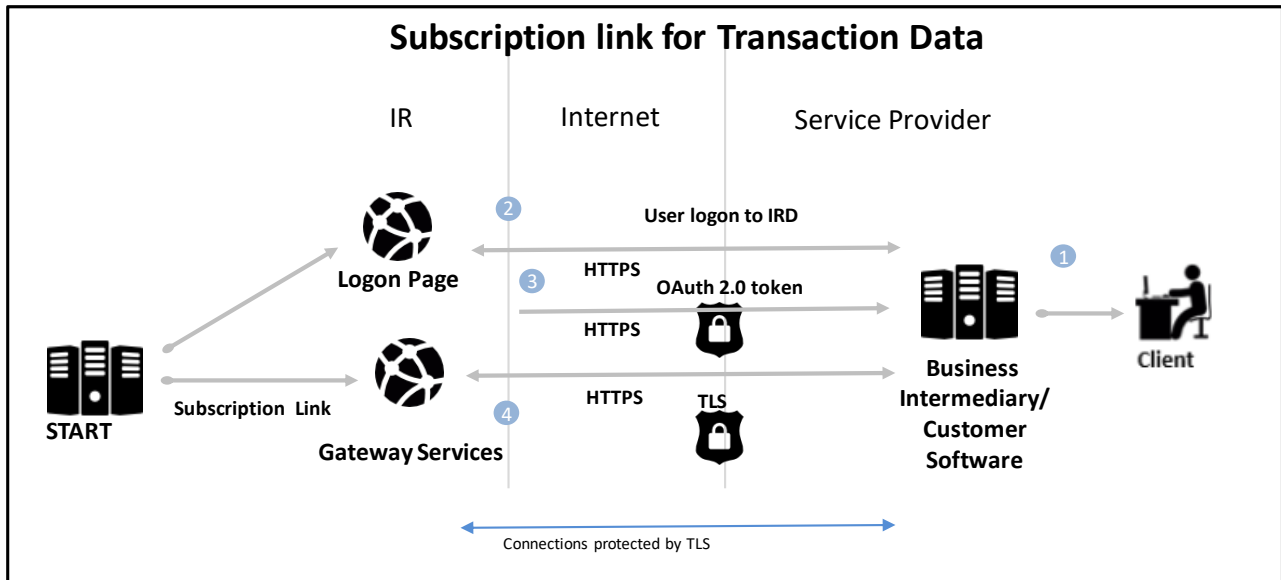 Subscription link for Transaction Data
IR
Internet
Service Provider
2
User logon to IRD
1
HTTPS
Logon Page
3
OAuth 2.0 token
HTTPS
Client
START
Subscription Link
Gateway Services
4
HTTPS
TLS
Business
Intermediary/
Customer
Software
Connections protected by TLS